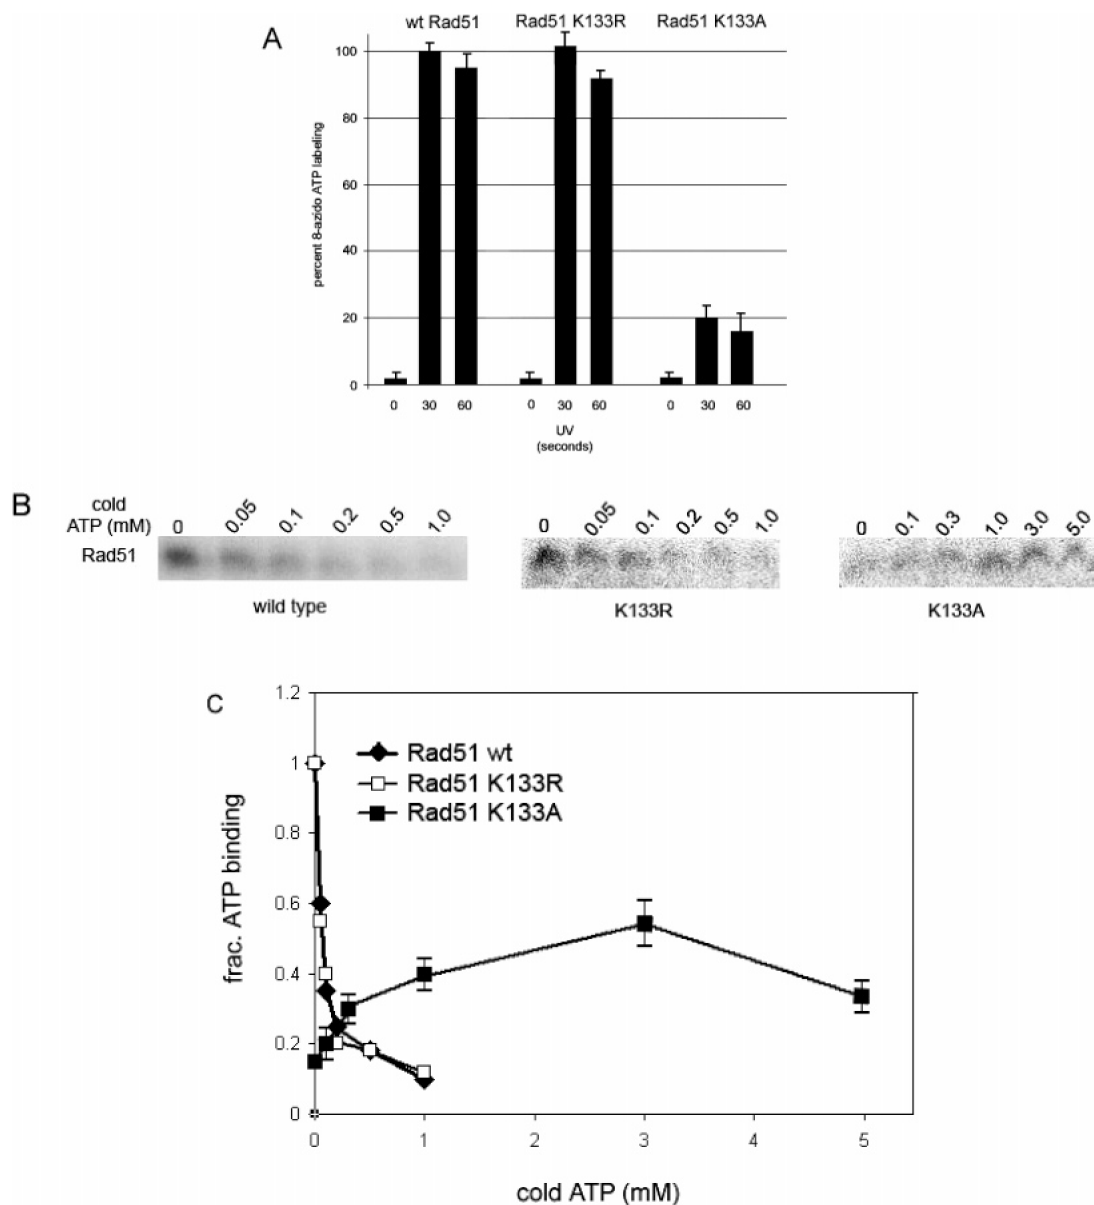 A
wt Rad51 Rad51 K133R Rad51 K133A
percent 8-azido ATP labeling
100
80
60
40
20
0
0 30 60 0 30 60 0 30 60
UV
(seconds)
B
cold
ATP (mM)
0 0.05 0.1 0.2 0.5 1.0
0 0.05 0.1 0.2 0.5 1.0
0 0.1 0.3 1.0 3.0 5.0
Rad51
wild type
K133R
K133A
C
Rad51 wt
Rad51 K133R
Rad51 K133A
frac. ATP binding
1.2
1
0.8
0.6
0.4
0.2
0
0 1 2 3 4 5
cold ATP (mM)